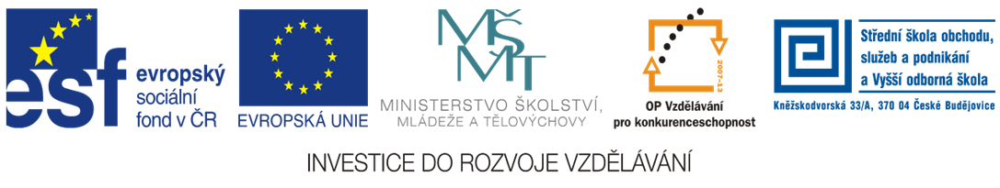 esf
evropský
sociální
fond v ČR
EVROPSKÁ UNIE
MŠMT
MINISTERSTVO ŠKOLSTVÍ,
MLÁDEŽE A TĚLOVÝCHOVY
2007-13
OP Vzdělávání
pro konkurenceschopnost
Střední škola obchodu,
služeb a podnikání
a Vyšší odborná škola
Kněžskodvorská 33/A, 370 04 České Budějovice
INVESTICE DO ROZVOJE VZDĚLÁVÁNÍ